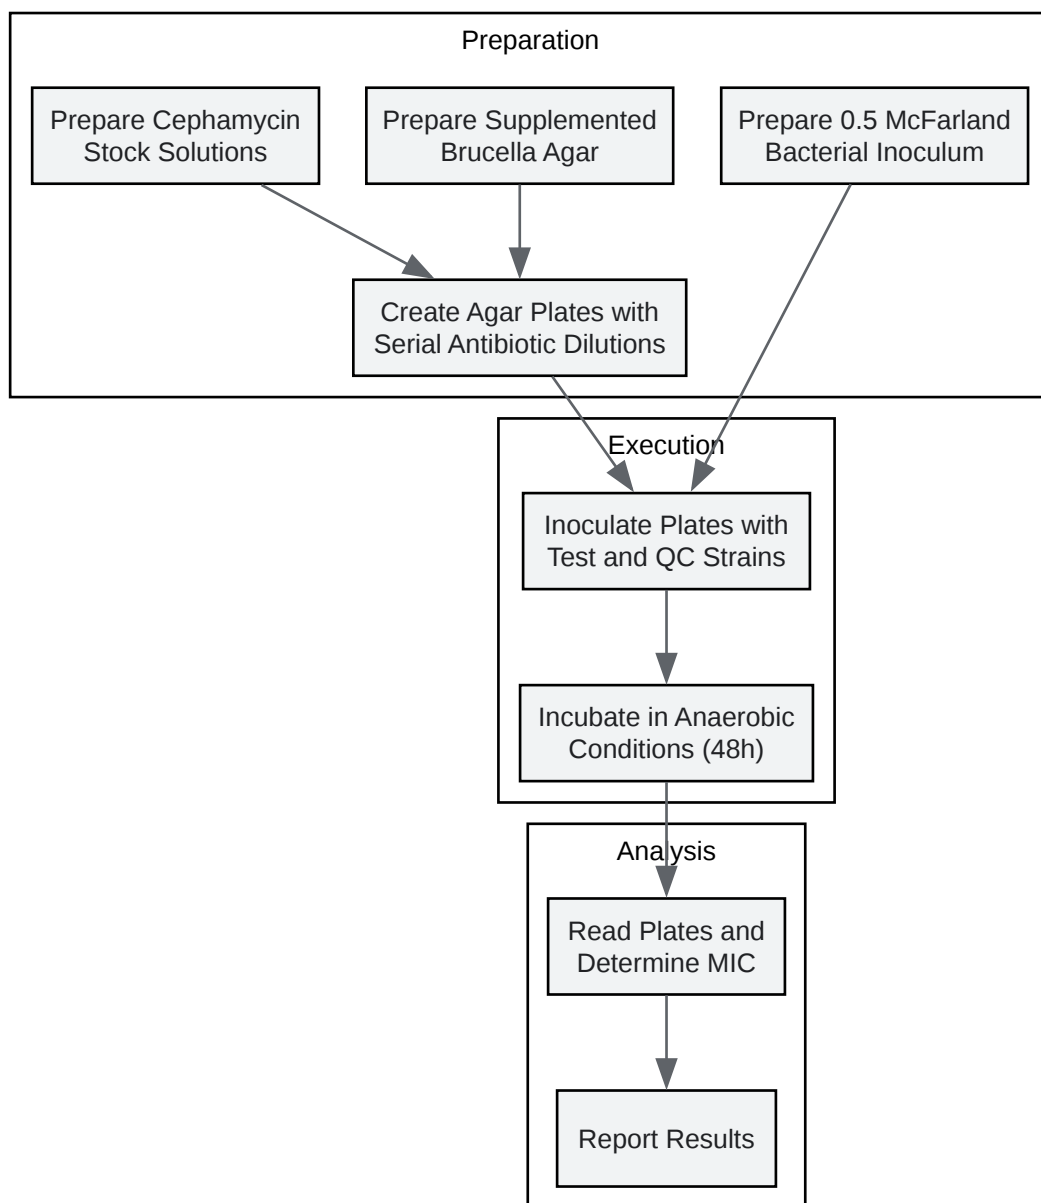 Preparation
Prepare Cephamycin
Stock Solutions
Prepare Supplemented
Brucella Agar
Prepare 0.5 McFarland
Bacterial Inoculum
Create Agar Plates with
Serial Antibiotic Dilutions
Execution
Inoculate Plates with
Test and QC Strains
Incubate in Anaerobic
Conditions (48h)
Analysis
Read Plates and
Determine MIC
Report Results